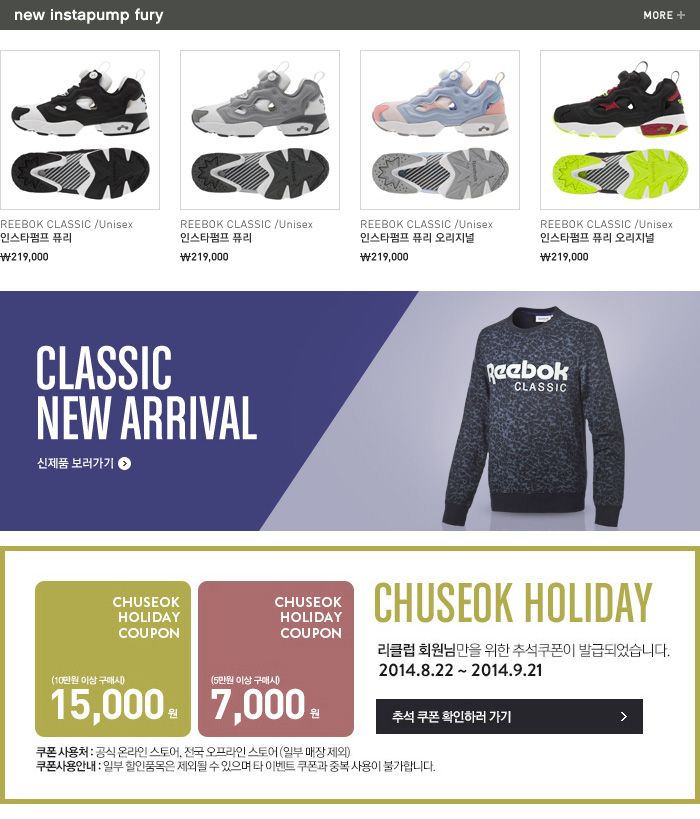 new instapump fury
MORE +
REEBOK CLASSIC /Unisex
인스타펌프 퓨리
₩219,000
REEBOK CLASSIC /Unisex
인스타펌프 퓨리
₩219,000
REEBOK CLASSIC /Unisex
인스타펌프 퓨리 오리지널
₩219,000
REEBOK CLASSIC /Unisex
인스타펌프 퓨리 오리지널
₩219,000
CLASSIC
NEW ARRIVAL
신제품 보러가기
Reebok
CLASSIC
CHUSEOK
HOLIDAY
COUPON
(10만원 이상 구매시)
15,000 원
CHUSEOK
HOLIDAY
COUPON
(5만원 이상 구매시)
7,000 원
CHUSEOK HOLIDAY
리클럽 회원님만을 위한 추석쿠폰이 발급되었습니다.
2014.8.22 ~ 2014.9.21
추석 쿠폰 확인하러 가기
쿠폰 사용처 : 공식 온라인 스토어, 전국 오프라인 스토어 (일부 매장 제외)
쿠폰사용안내 : 일부 할인품목은 제외될 수 있으며 타 이벤트 쿠폰과 중복 사용이 불가합니다.